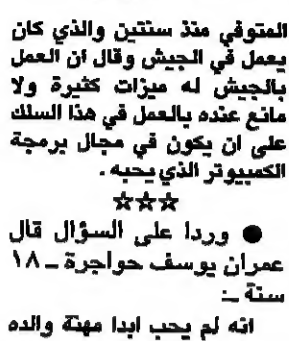 المتوفي منذ سنتين والذي كان
يعمل في الجيش وقال ان العمل
بالجيش له ميزات كثيرة ولا
مانع عنده بالعمل في هذا السلك
على ان يكون في مجال برمجة
الكمبيوتر الذي يحبه .
☆☆☆
● وردا على السؤال قال
عمران يوسف حواجرة ــ ١٨
سنة ــ:
انه لم يحب ابدا مهنة والده